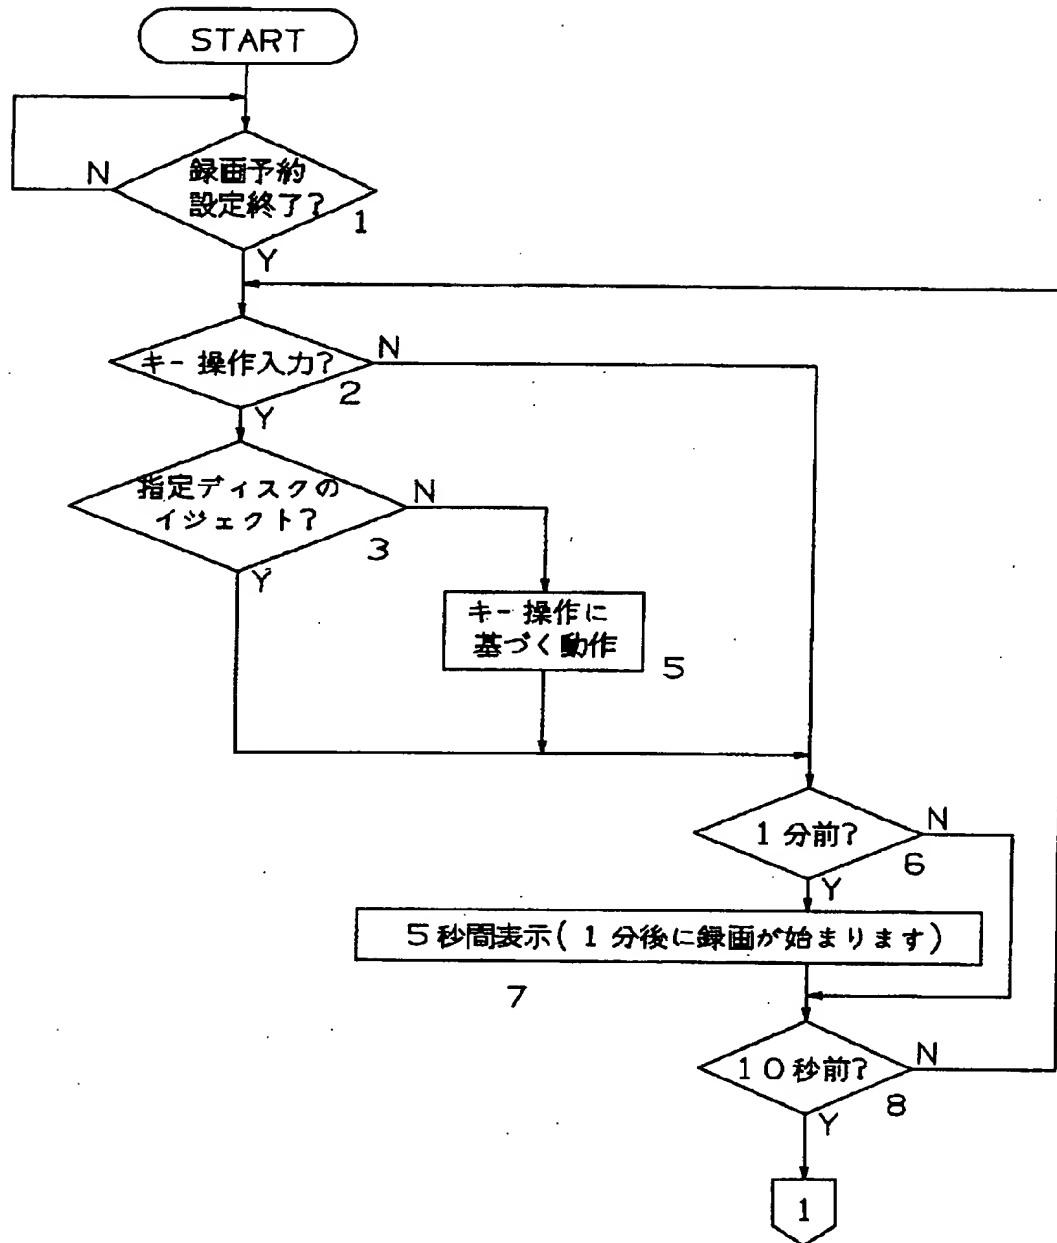 START
録画予約
設定終了?
N
1
Y
キー操作入力?
N
2
Y
指定ディスクの
イジェクト?
N
3
Y
キー操作に
基づく動作
5
1分前?
N
6
Y
5秒間表示(1分後に録画が始まります)
7
10秒前?
N
8
Y
1